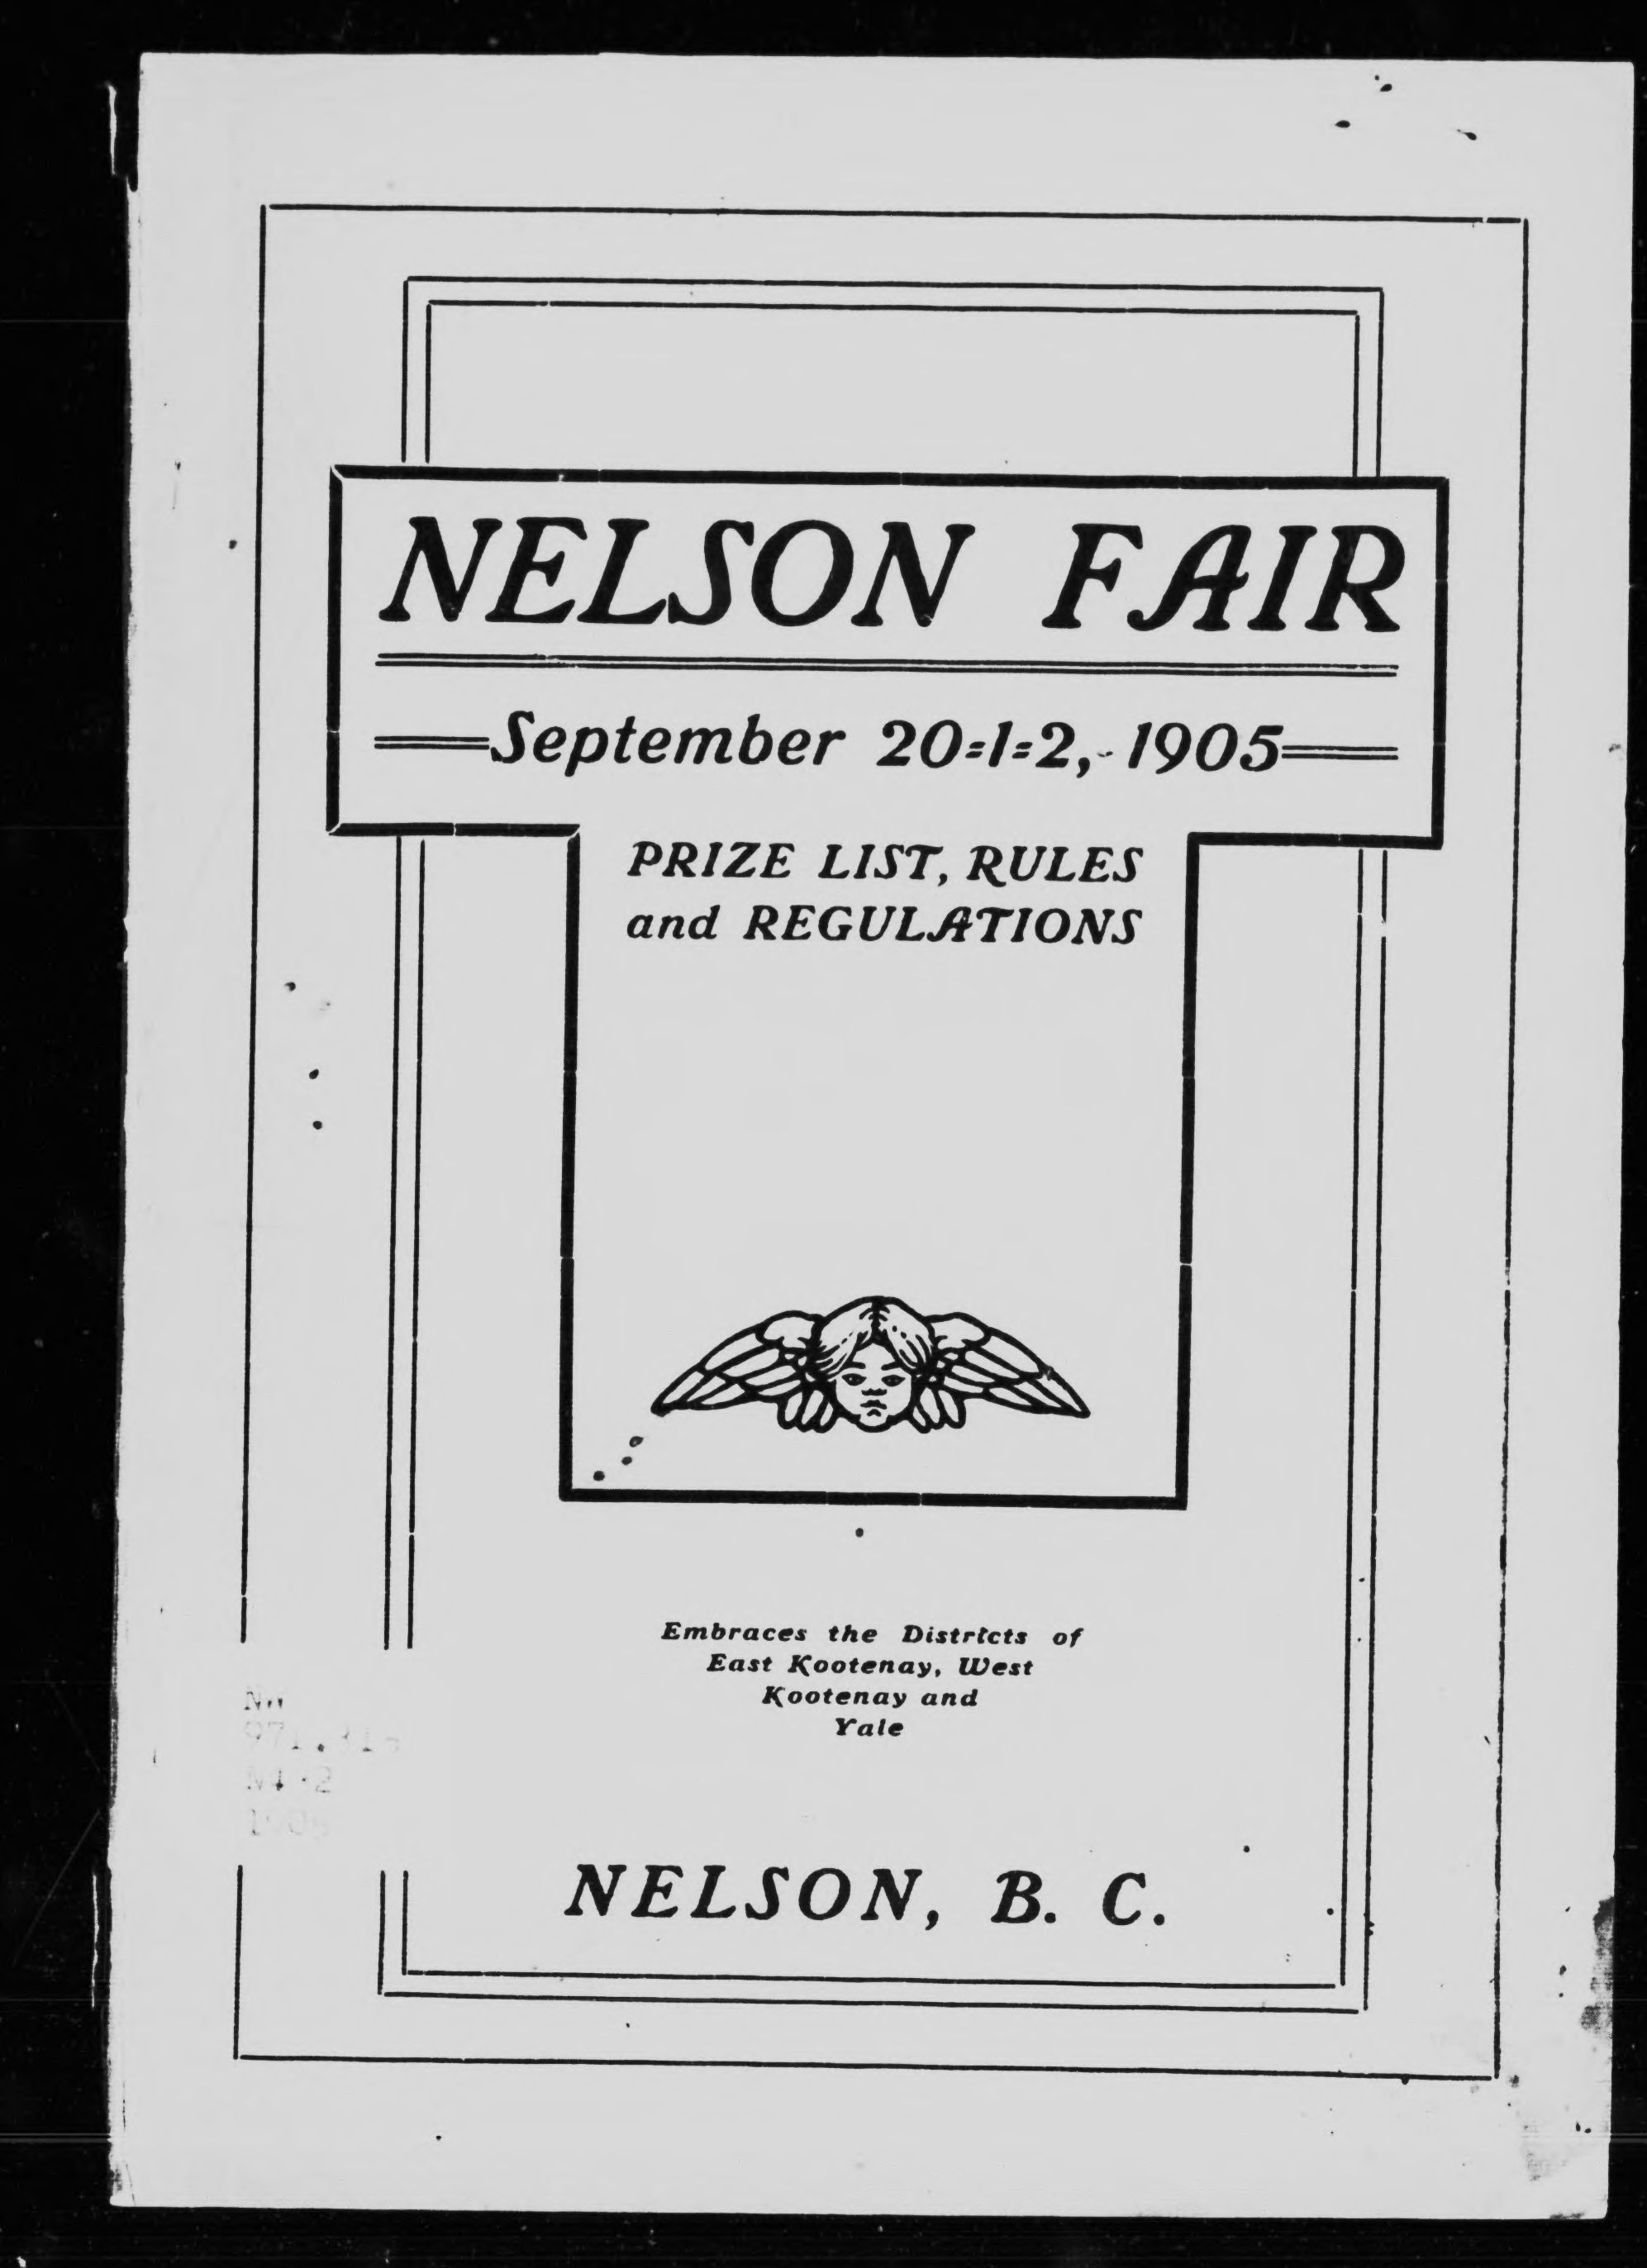 NELSON FAIR
September 20=1=2, 1905
PRIZE LIST, RULES
and REGULATIONS
Embraces the Districts of
East Kootenay, West
Kootenay and
Yale
NELSON, B. C.